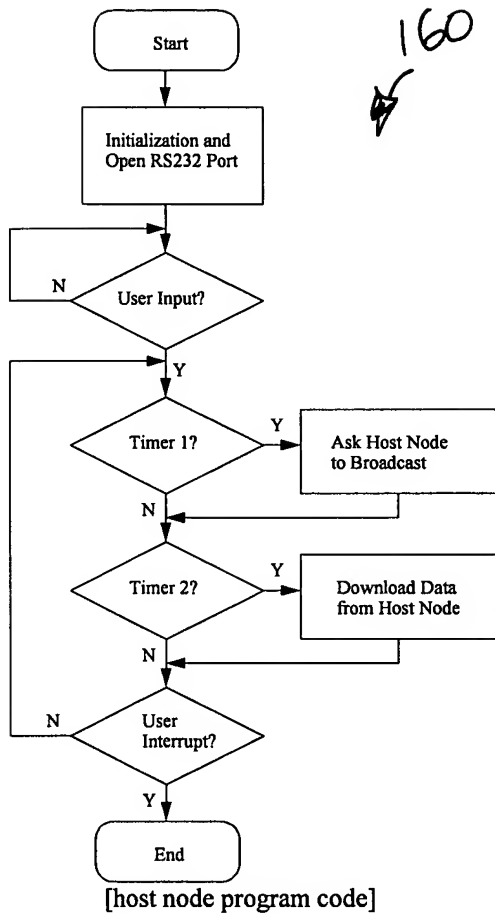 160
Start
Initialization and
Open RS232 Port
N
User Input?
Y
Timer 1?
Y
Ask Host Node
to Broadcast
N
Timer 2?
Y
Download Data
from Host Node
N
N
User
Interrupt?
Y
End
[host node program code]